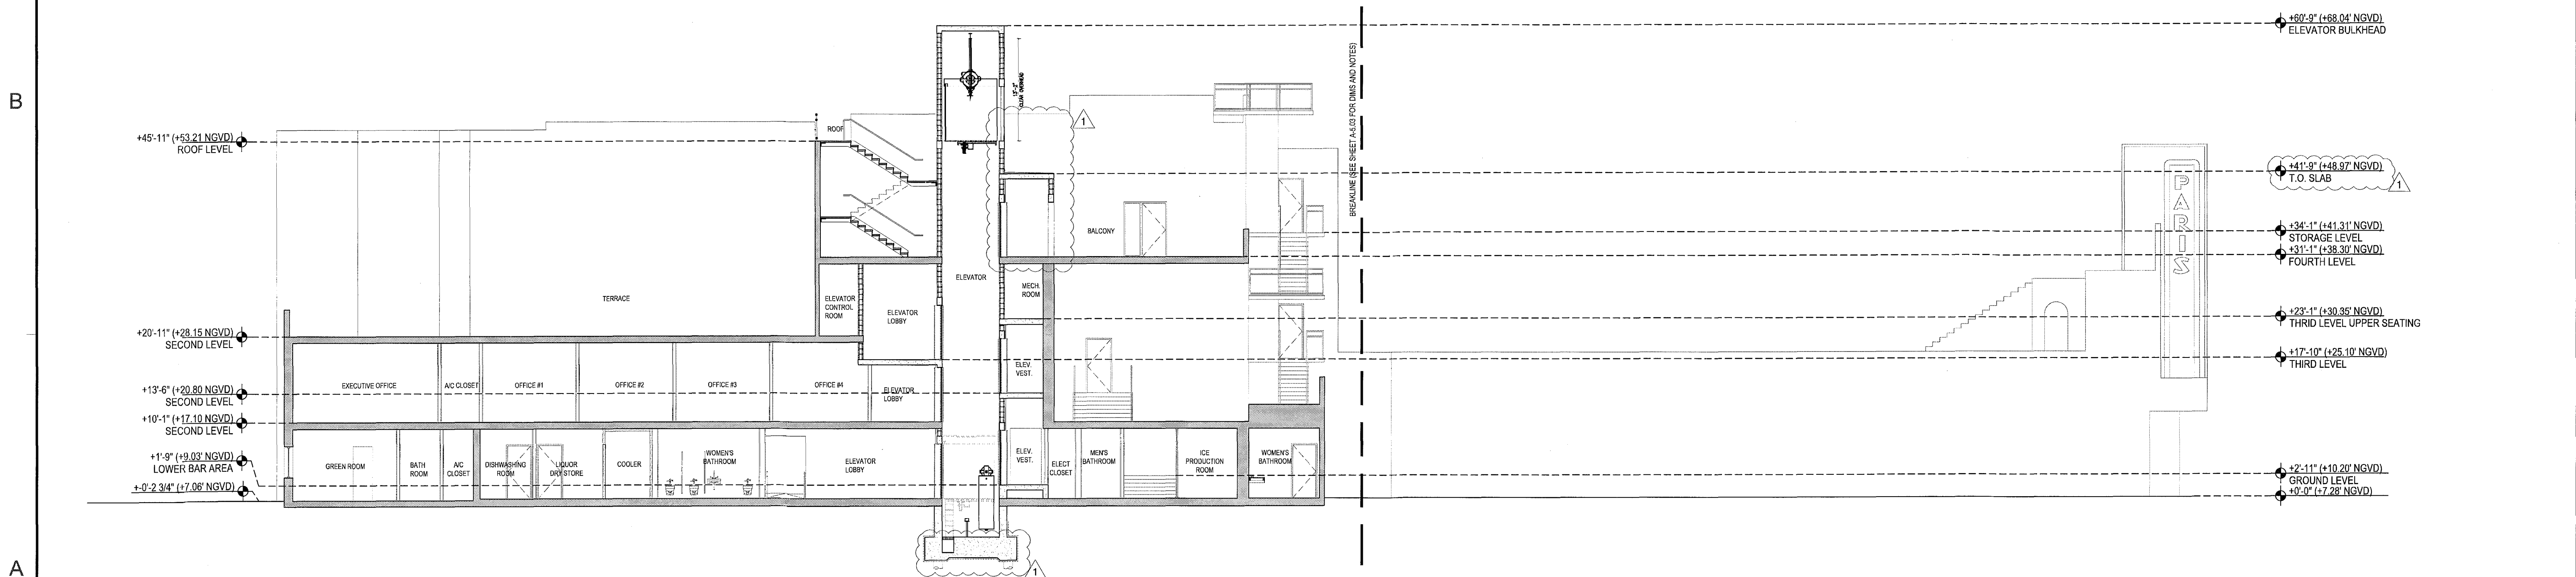 B
A
+45'-11" (+53.21 NGVD)
ROOF LEVEL
+20'-11" (+28.15 NGVD)
SECOND LEVEL
+13'-6" (+20.80 NGVD)
SECOND LEVEL
+10'-1" (+17.10 NGVD)
SECOND LEVEL
+1'-9" (+9.03' NGVD)
LOWER BAR AREA
+-0'-2 3/4" (+7.06' NGVD)
ROOF
13'-2"
CLEAR OVERHEAD
1
BALCONY
ELEVATOR
TERRACE
ELEVATOR
CONTROL
ROOM
ELEVATOR
LOBBY
MECH.
ROOM
EXECUTIVE OFFICE
A/C CLOSET
OFFICE #1
OFFICE #2
OFFICE #3
OFFICE #4
ELEVATOR
LOBBY
ELEV.
VEST.
GREEN ROOM
BATH
ROOM
A/C
CLOSET
DISHWASHING
ROOM
LIQUOR
DRY STORE
COOLER
WOMEN'S
BATHROOM
ELEVATOR
LOBBY
ELEV.
VEST.
ELECT
CLOSET
MEN'S
BATHROOM
ICE
PRODUCTION
ROOM
WOMEN'S
BATHROOM
1
BREAKLINE (SEE SHEET A-5.03 FOR DIMS AND NOTES)
PARIS
+60'-9" (+68.04' NGVD)
ELEVATOR BULKHEAD
+41'-9" (+48.97' NGVD)
T.O. SLAB
1
+34'-1" (+41.31' NGVD)
STORAGE LEVEL
+31'-1" (+38.30' NGVD)
FOURTH LEVEL
+23'-1" (+30.35' NGVD)
THRID LEVEL UPPER SEATING
+17'-10" (+25.10' NGVD)
THIRD LEVEL
+2'-11" (+10.20' NGVD)
GROUND LEVEL
+0'-0" (+7.28' NGVD)